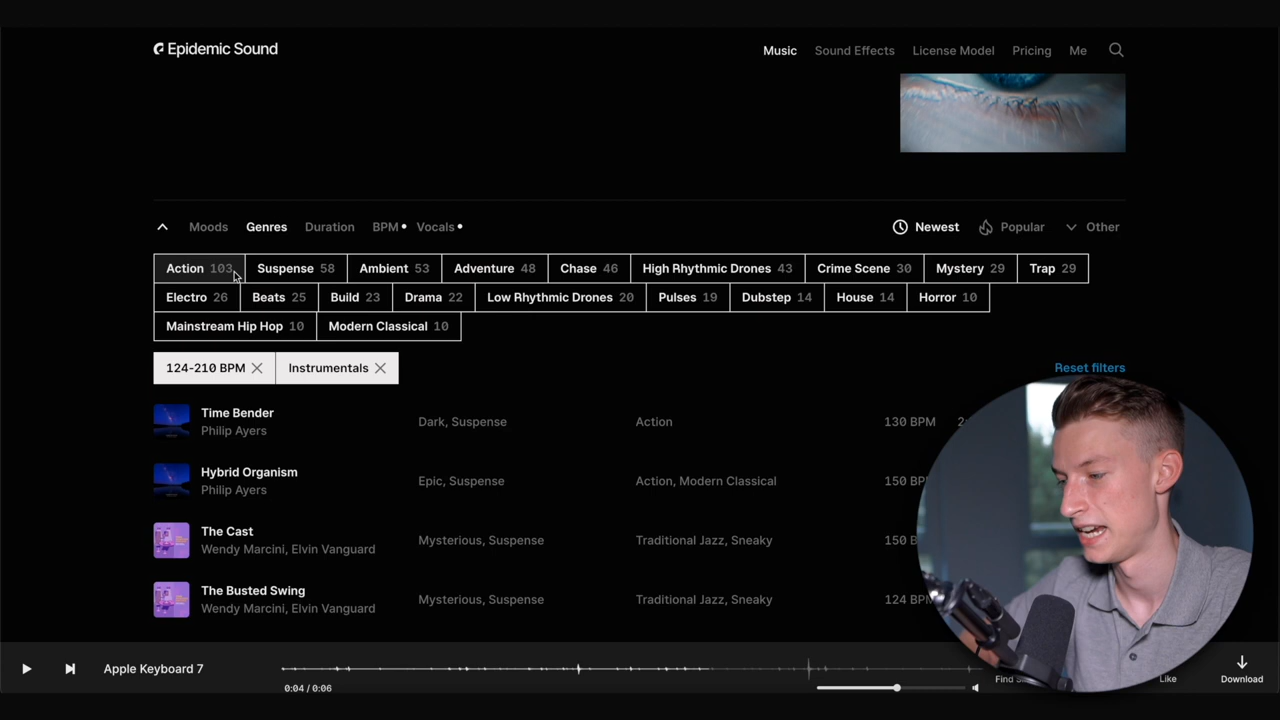 Epidemic Sound
Music Sound Effects License Model Pricing Me
Moods Genres Duration BPM Vocals
Newest Popular Other
Action 103 Suspense 58 Ambient 53 Adventure 48 Chase 46 High Rhythmic Drones 43 Crime Scene 30 Mystery 29 Trap 29
Electro 26 Beats 25 Build 23 Drama 22 Low Rhythmic Drones 20 Pulses 19 Dubstep 14 House 14 Horror 10
Mainstream Hip Hop 10 Modern Classical 10
124-210 BPM Instrumentals Reset filters
Time Bender
Philip Ayers
Dark, Suspense Action 130 BPM
Hybrid Organism
Philip Ayers
Epic, Suspense Action, Modern Classical 150
The Cast
Wendy Marcini, Elvin Vanguard
Mysterious, Suspense Traditional Jazz, Sneaky 150
The Busted Swing
Wendy Marcini, Elvin Vanguard
Mysterious, Suspense Traditional Jazz, Sneaky 124
Apple Keyboard 7
0:04 / 0:06
Find Like Download